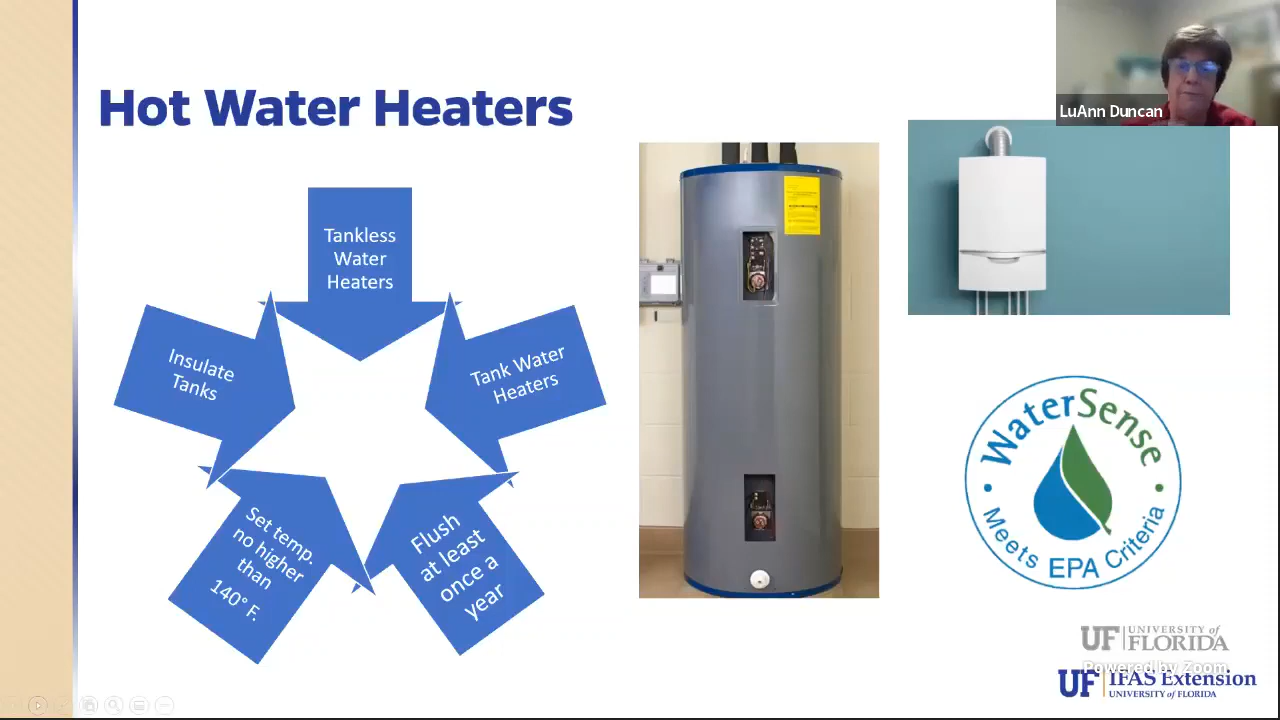 Hot Water Heaters
LuAnn Duncan
Tankless
Water
Heaters
Tank Water
Heaters
Flush
at least
once a
year
Set temp.
no higher
than
140° F.
Insulate
Tanks
WaterSense
Meets EPA Criteria
UF UNIVERSITY of
FLORIDA
Powered by Zoom
UF IFAS Extension
UNIVERSITY of FLORIDA